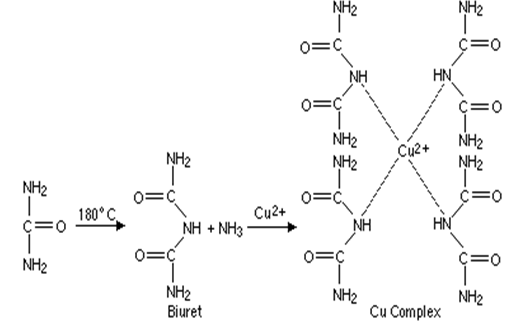 NH2 NH2
O=C C=O
NH HN
O=C C=O
NH2 NH2
Cu2+
NH2 NH2
O=C C=O
NH HN
O=C C=O
NH2 NH2
Cu Complex
NH2
C=O
NH2
180°C
NH2
O=C
NH + NH3
O=C
NH2
Biuret
Cu2+